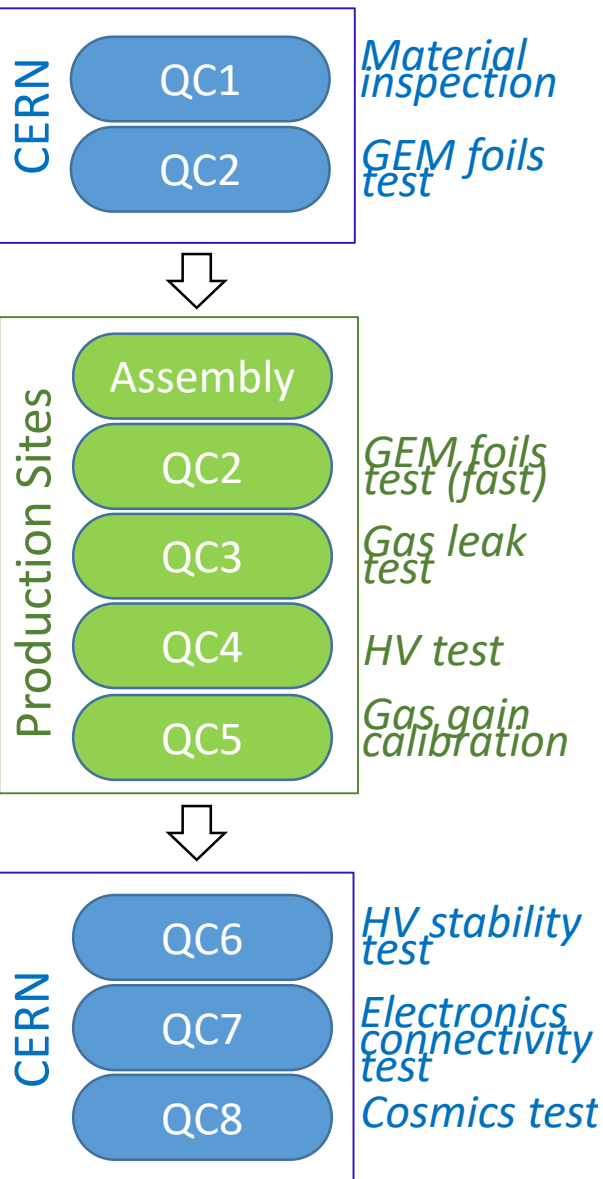 CERN
QC1
Material
inspection
QC2
GEM foils
test
Production Sites
Assembly
QC2
GEM foils
test (fast)
QC3
Gas leak
test
QC4
HV test
QC5
Gas gain
calibration
CERN
QC6
HV stability
test
QC7
Electronics
connectivity
test
QC8
Cosmics test